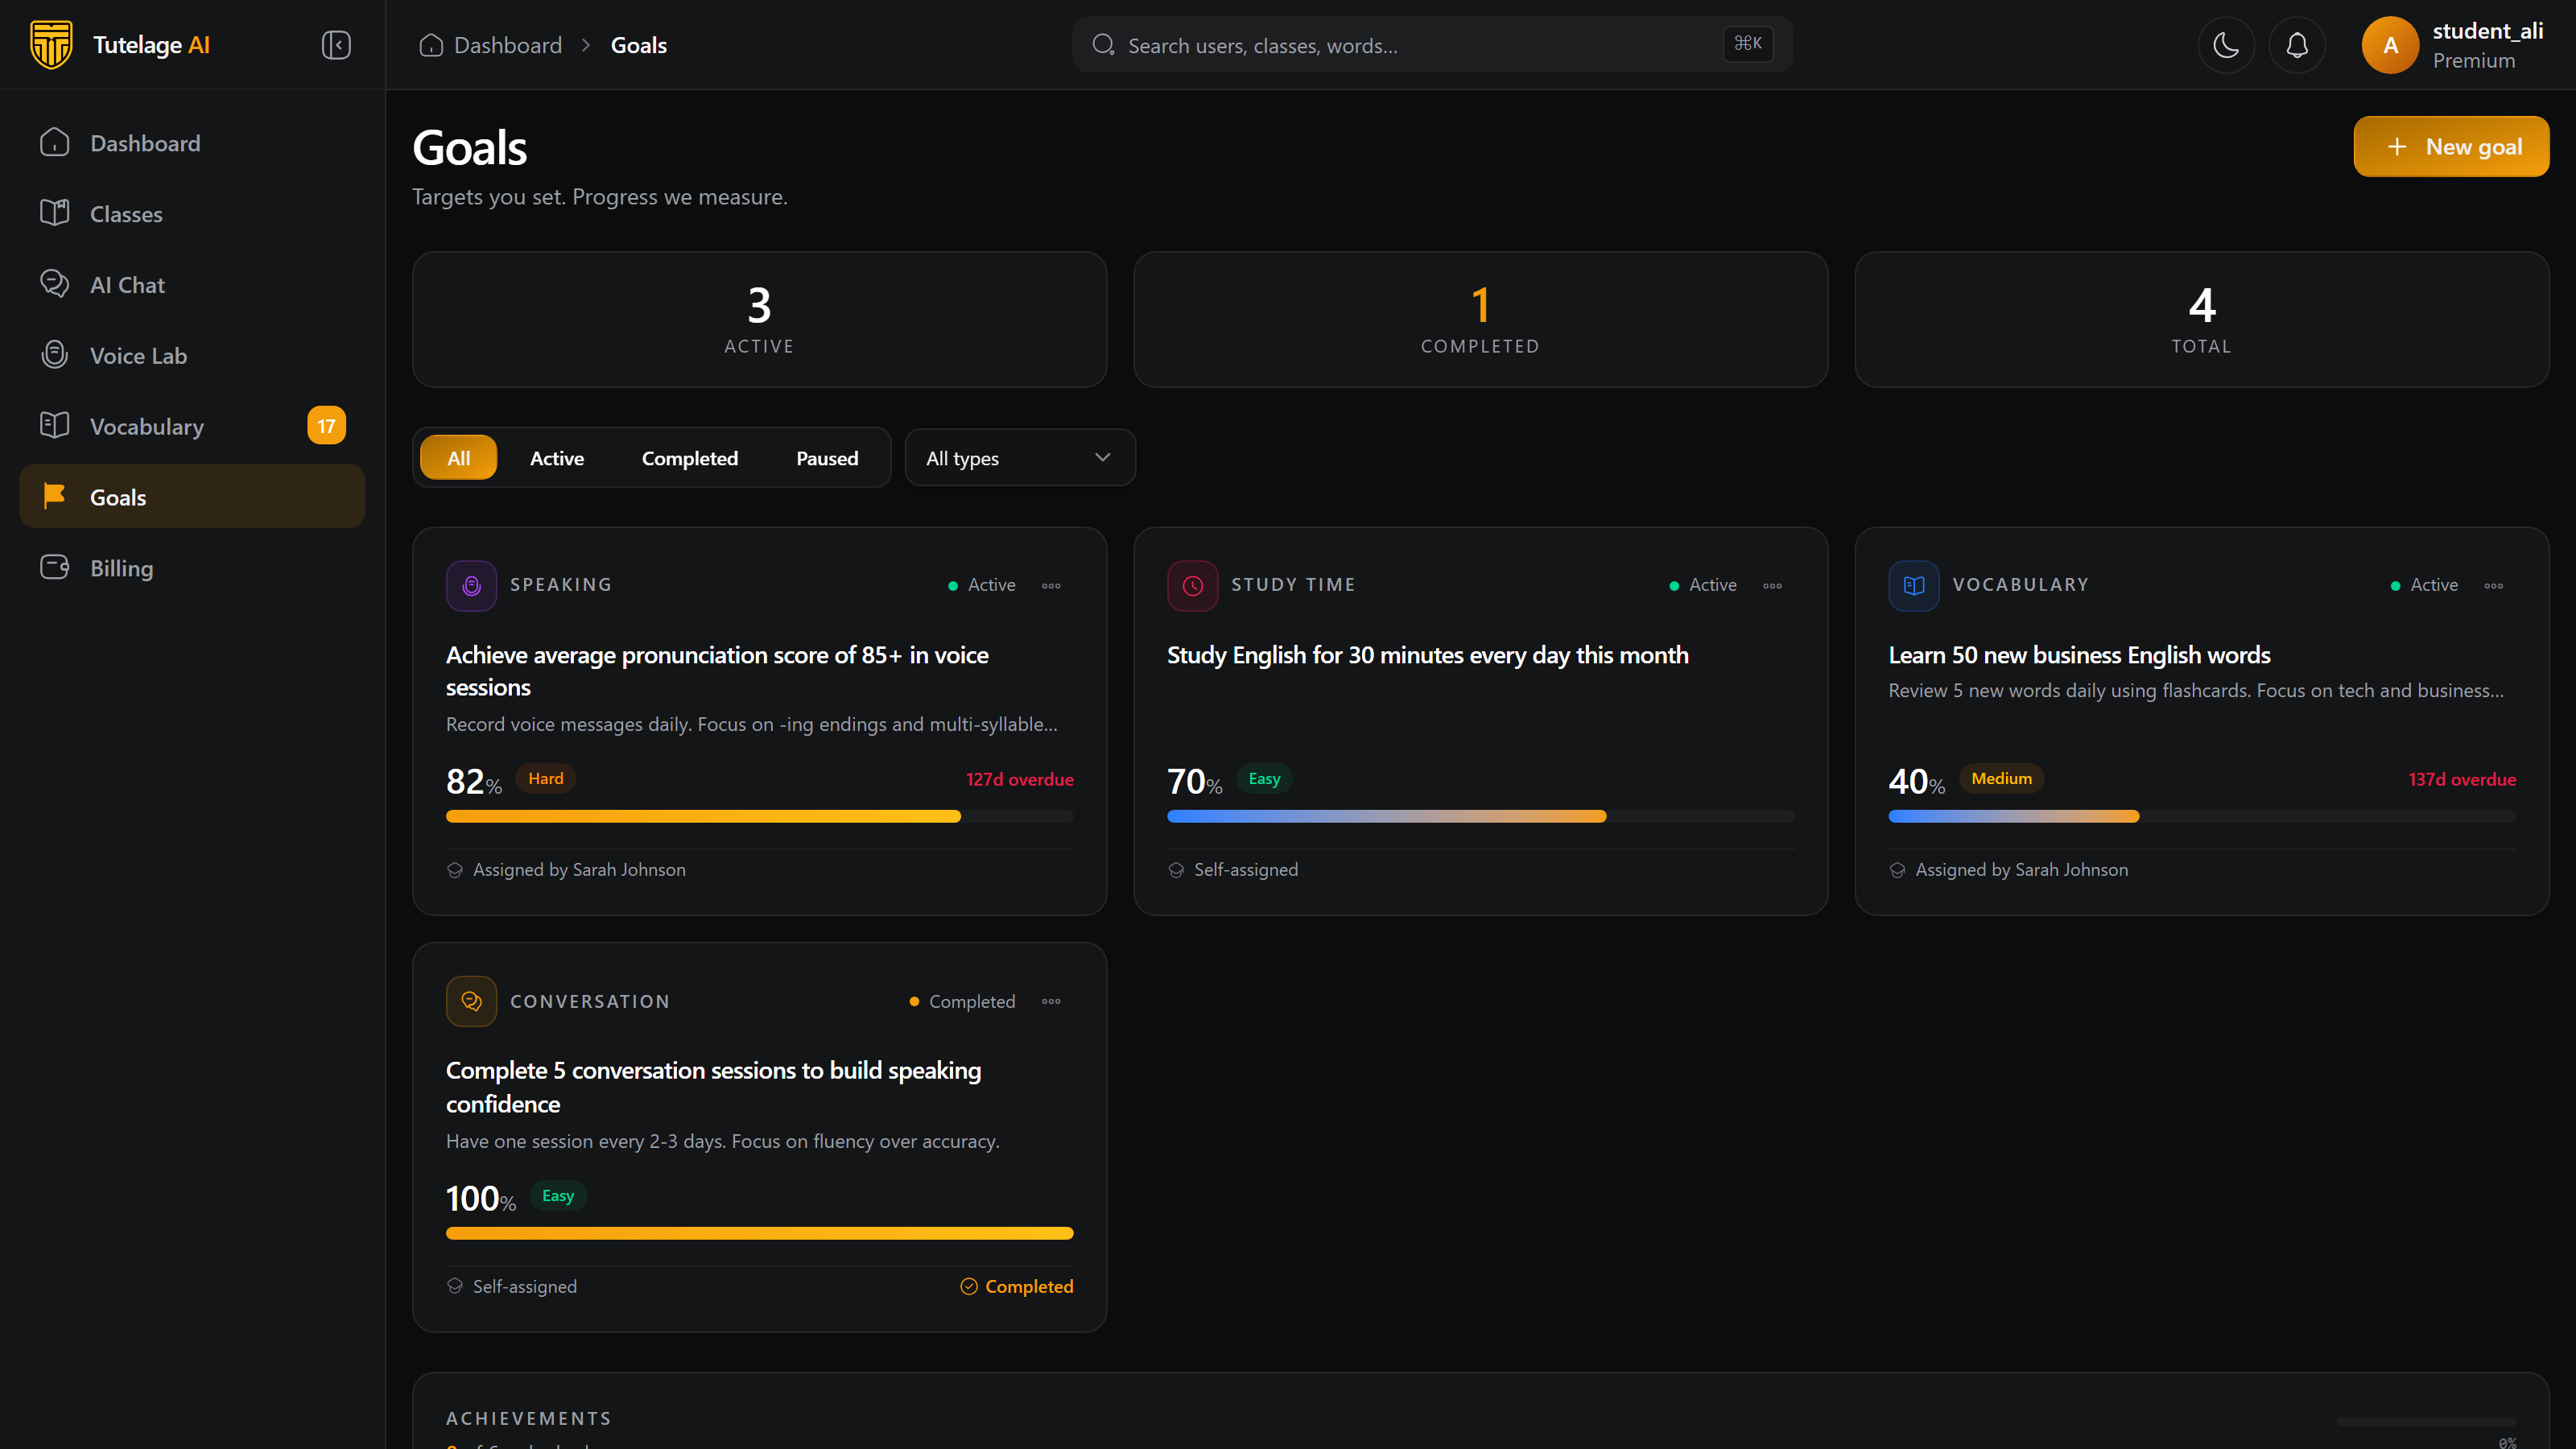 Tutelage AI
Dashboard
Goals
Search users, classes, words...
⌘K
A
student_ali
Premium
Dashboard
Classes
AI Chat
Voice Lab
Vocabulary
17
Goals
Billing
Goals
Targets you set. Progress we measure.
New goal
3
ACTIVE
1
COMPLETED
4
TOTAL
All
Active
Completed
Paused
All types
SPEAKING
Active
Achieve average pronunciation score of 85+ in voice
sessions
Record voice messages daily. Focus on -ing endings and multi-syllable...
82%
Hard
127d overdue
Assigned by Sarah Johnson
STUDY TIME
Active
Study English for 30 minutes every day this month
70%
Easy
Self-assigned
VOCABULARY
Active
Learn 50 new business English words
Review 5 new words daily using flashcards. Focus on tech and business...
40%
Medium
137d overdue
Assigned by Sarah Johnson
CONVERSATION
Completed
Complete 5 conversation sessions to build speaking
confidence
Have one session every 2-3 days. Focus on fluency over accuracy.
100%
Easy
Self-assigned
Completed
ACHIEVEMENTS
0%